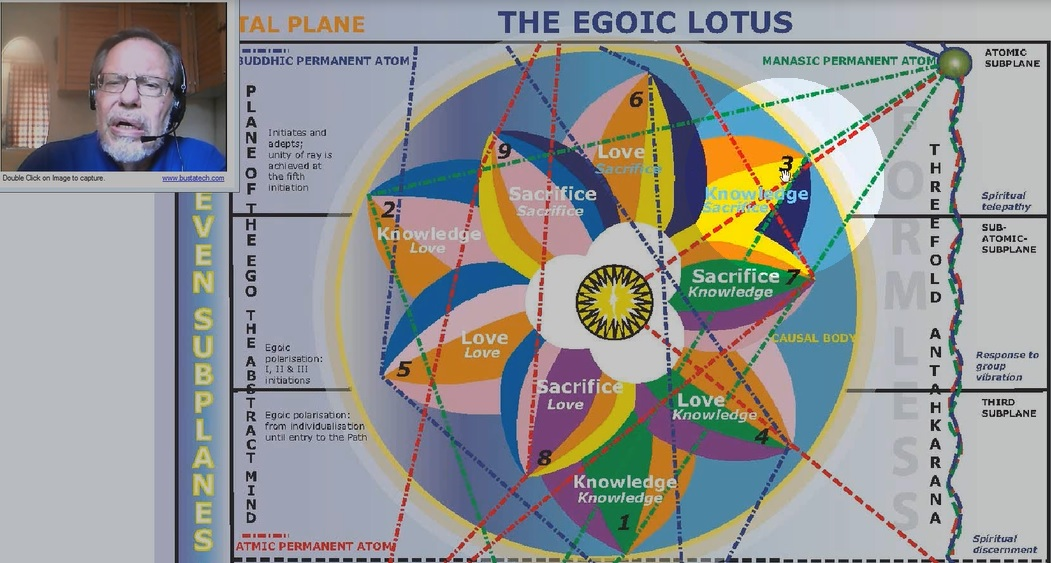 TAL PLANE
THE EGOIC LOTUS
BUDDHIC PERMANENT ATOM
MANASIC PERMANENT ATOM
ATOMIC
SUBPLANE
PLANE OF THE EGO THE ABSTRACT MIND
Initiates and
adepts;
unity of ray is
achieved at
the fifth
initiation
Double Click on Image to capture.
www.bustatech.com
EVEN SUBPLANES
6
Love
Sacrifice
9
Sacrifice
Sacrifice
3
Knowledge
Sacrifice
2
Knowledge
Love
Sacrifice
Knowledge
7
CAUSAL BODY
Love
Love
5
Sacrifice
Love
8
Love
Knowledge
4
Knowledge
Knowledge
1
FORMLESS
THREEFOLD ANTAHKARANA
Spiritual
telepathy
SUB-
ATOMIC-
SUBPLANE
Egoic
polarisation:
I, II & III
initiations
Response to
group
vibration
Egoic polarisation:
from individualisation
until entry to the Path
THIRD
SUBPLANE
ATMIC PERMANENT ATOM
Spiritual
discernment